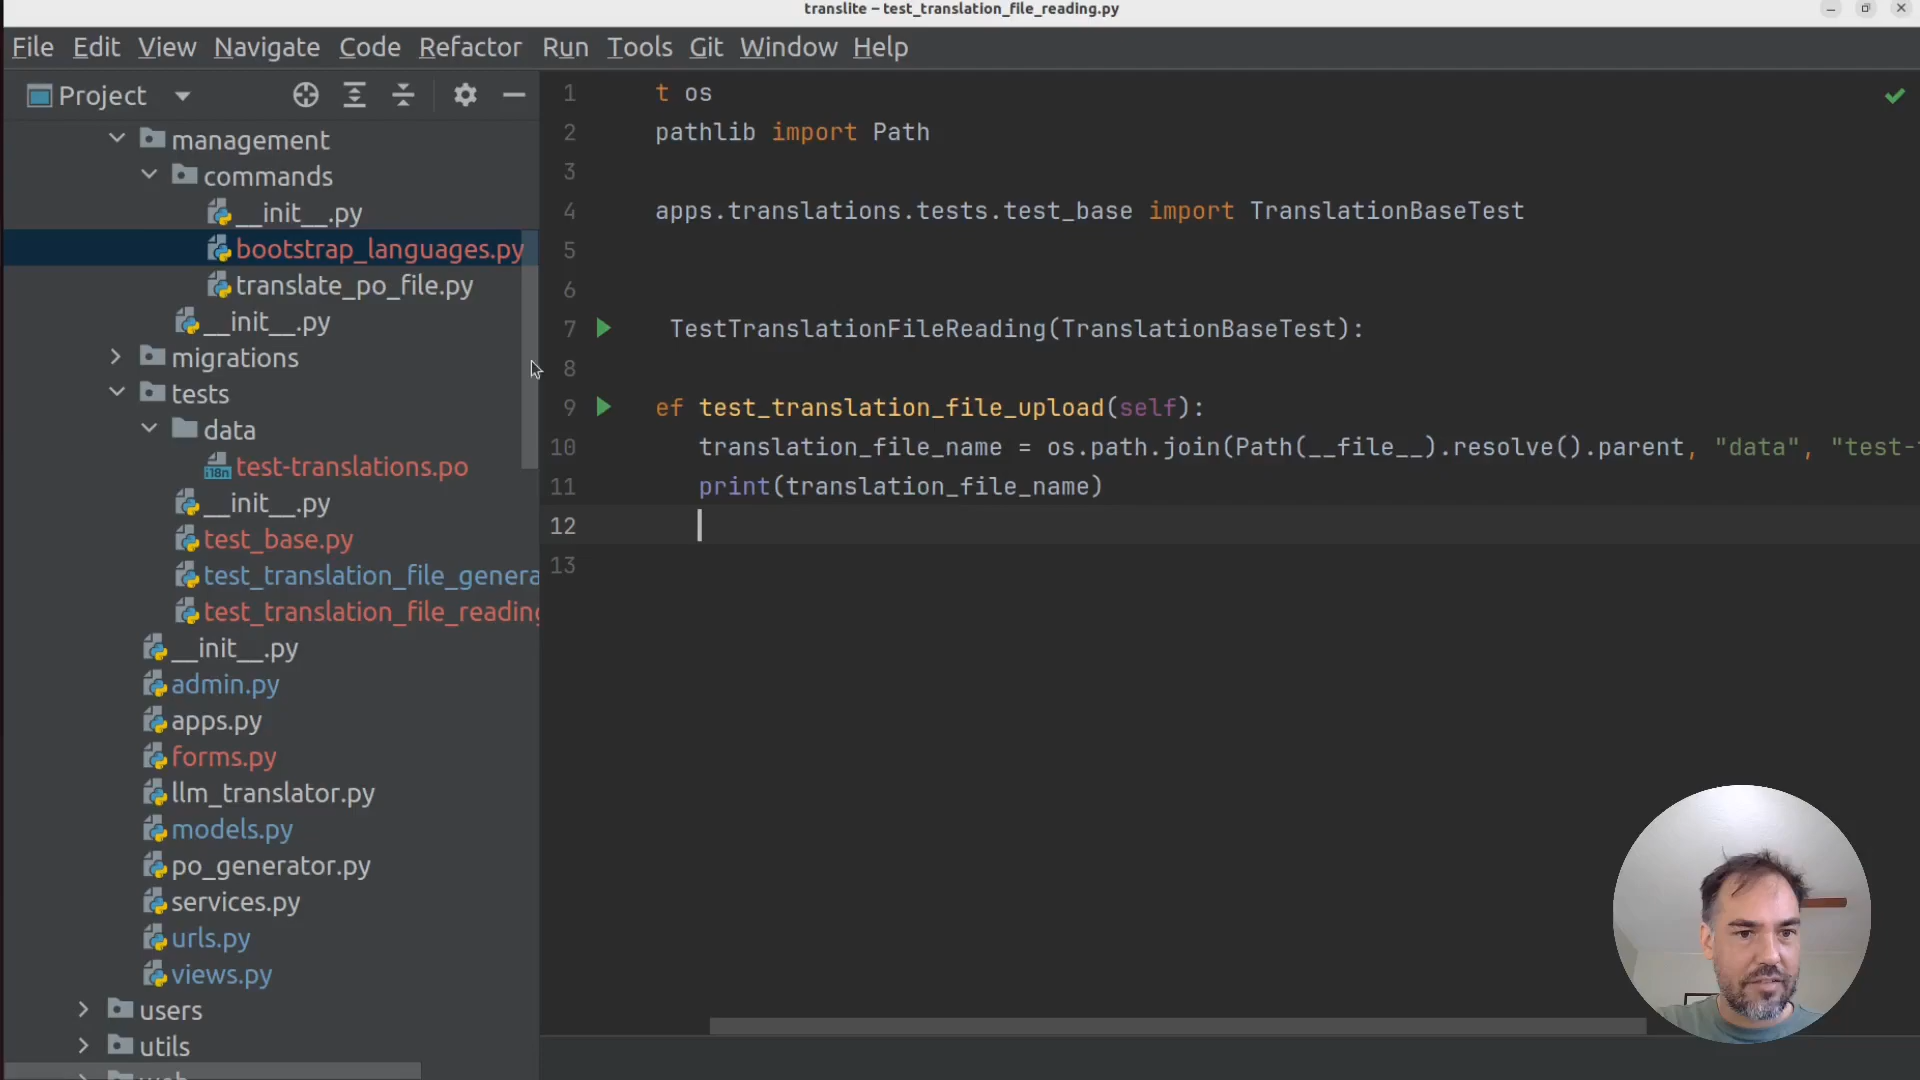 translite – test_translation_file_reading.py
File Edit View Navigate Code Refactor Run Tools Git Window Help
Project
management
commands
__init__.py
bootstrap_languages.py
translate_po_file.py
__init__.py
migrations
tests
data
test-translations.po
__init__.py
test_base.py
test_translation_file_genera
test_translation_file_reading
__init__.py
admin.py
apps.py
forms.py
llm_translator.py
models.py
po_generator.py
services.py
urls.py
views.py
users
utils
1 t os
2 pathlib import Path
3
4 apps.translations.tests.test_base import TranslationBaseTest
5
6
7 TestTranslationFileReading(TranslationBaseTest):
8
9 ef test_translation_file_upload(self):
10 translation_file_name = os.path.join(Path(__file__).resolve().parent, "data", "test-
11 print(translation_file_name)
12
13